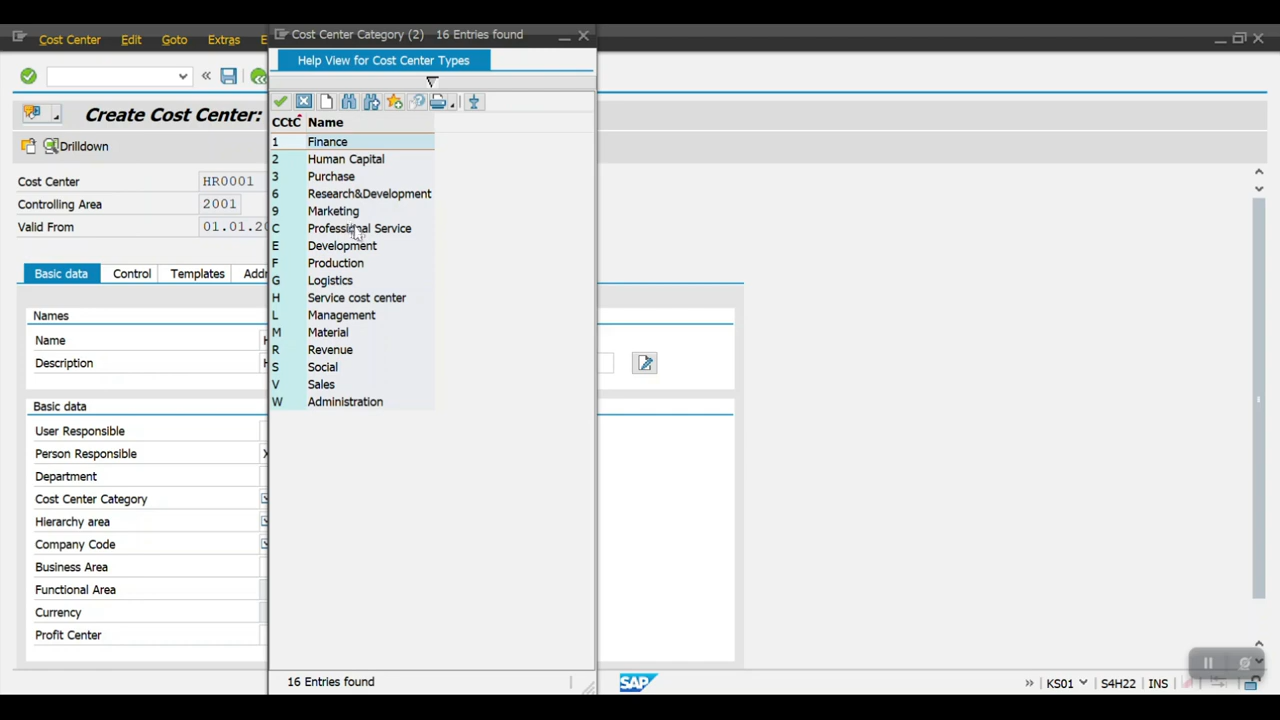 Cost Center Edit Goto Extras
Cost Center Category (2) 16 Entries found
Help View for Cost Center Types
Create Cost Center:
Drilldown
CCtC Name
1 Finance
2 Human Capital
3 Purchase
6 Research&Development
9 Marketing
C Professional Service
E Development
F Production
G Logistics
H Service cost center
L Management
M Material
R Revenue
S Social
V Sales
W Administration
Cost Center HR0001
Controlling Area 2001
Valid From 01.01.20
Basic data Control Templates
Names
Name
Description
Basic data
User Responsible
Person Responsible
Department
Cost Center Category
Hierarchy area
Company Code
Business Area
Functional Area
Currency
Profit Center
16 Entries found
SAP
KS01 S4H22 INS